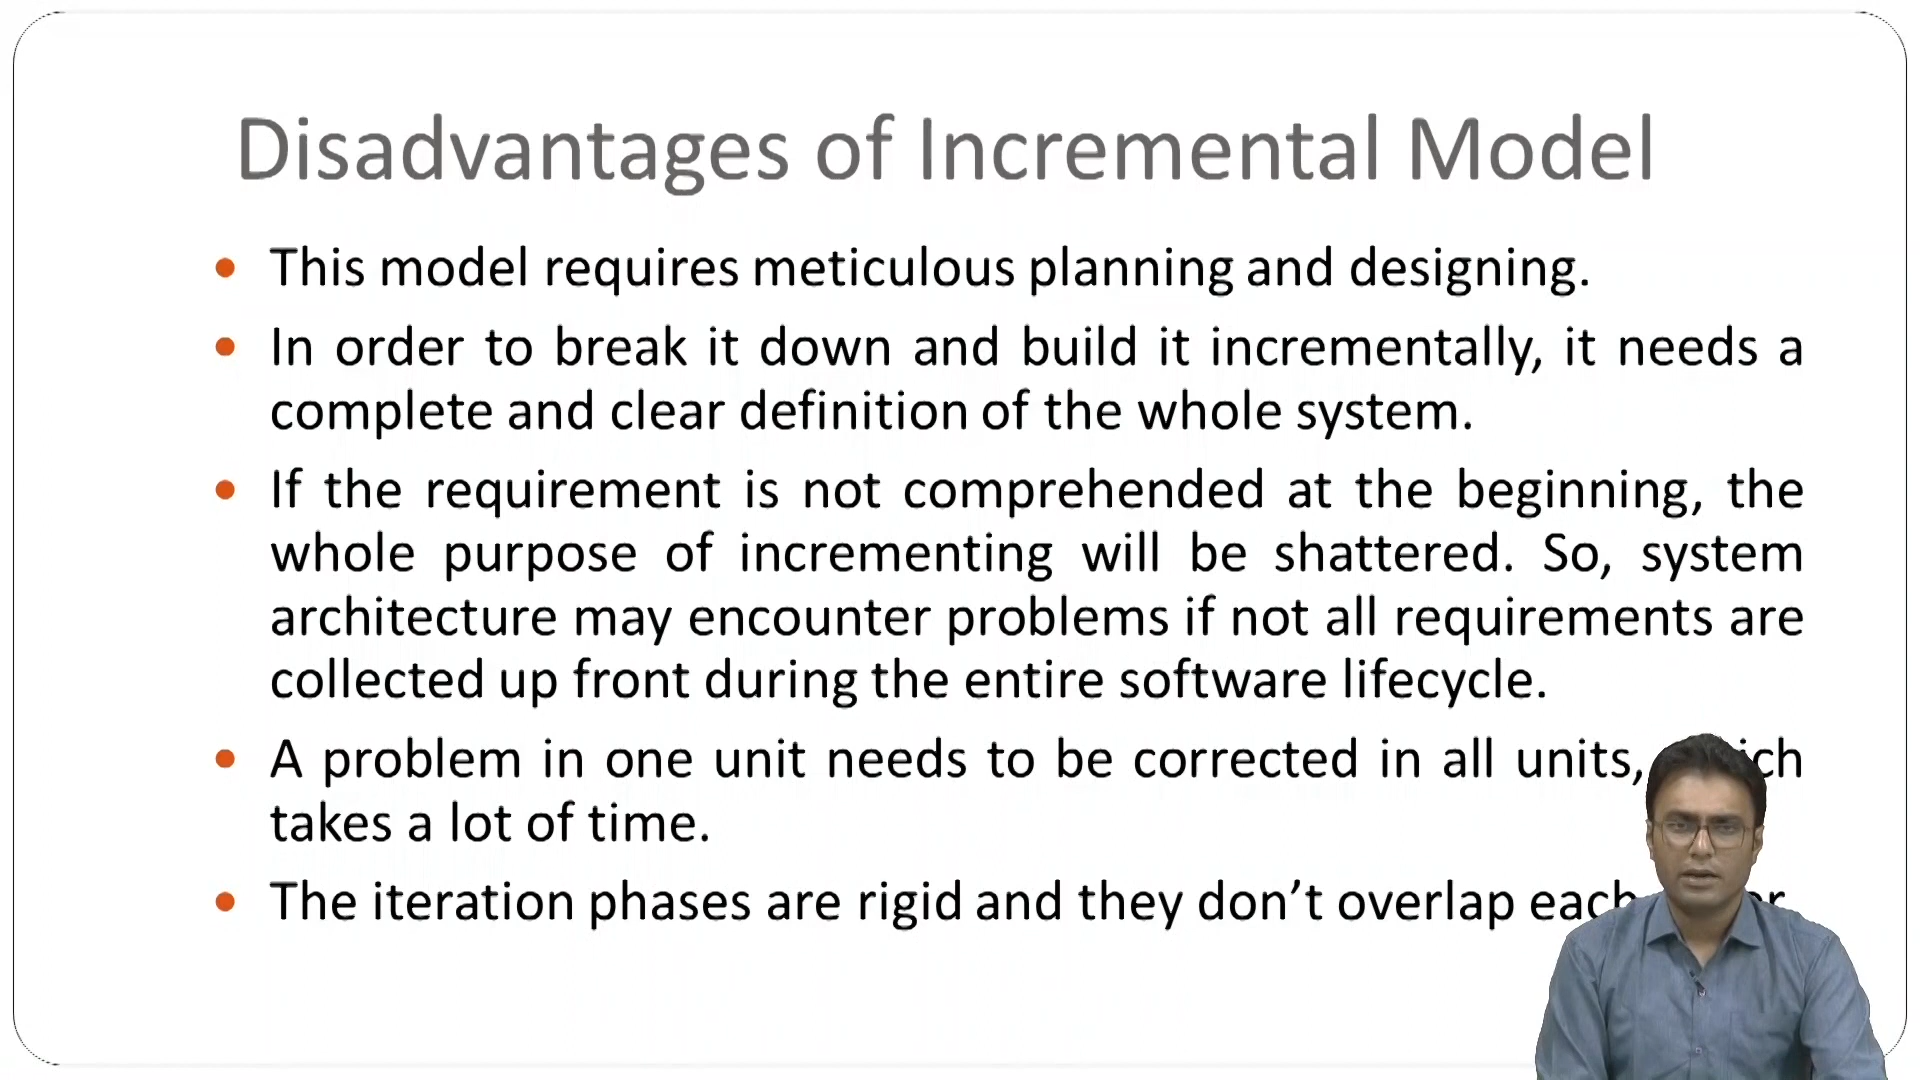 Disadvantages of Incremental Model
• This model requires meticulous planning and designing.
• In order to break it down and build it incrementally, it needs a
complete and clear definition of the whole system.
• If the requirement is not comprehended at the beginning, the
whole purpose of incrementing will be shattered. So, system
architecture may encounter problems if not all requirements are
collected up front during the entire software lifecycle.
• A problem in one unit needs to be corrected in all units,
takes a lot of time.
• The iteration phases are rigid and they don’t overlap each